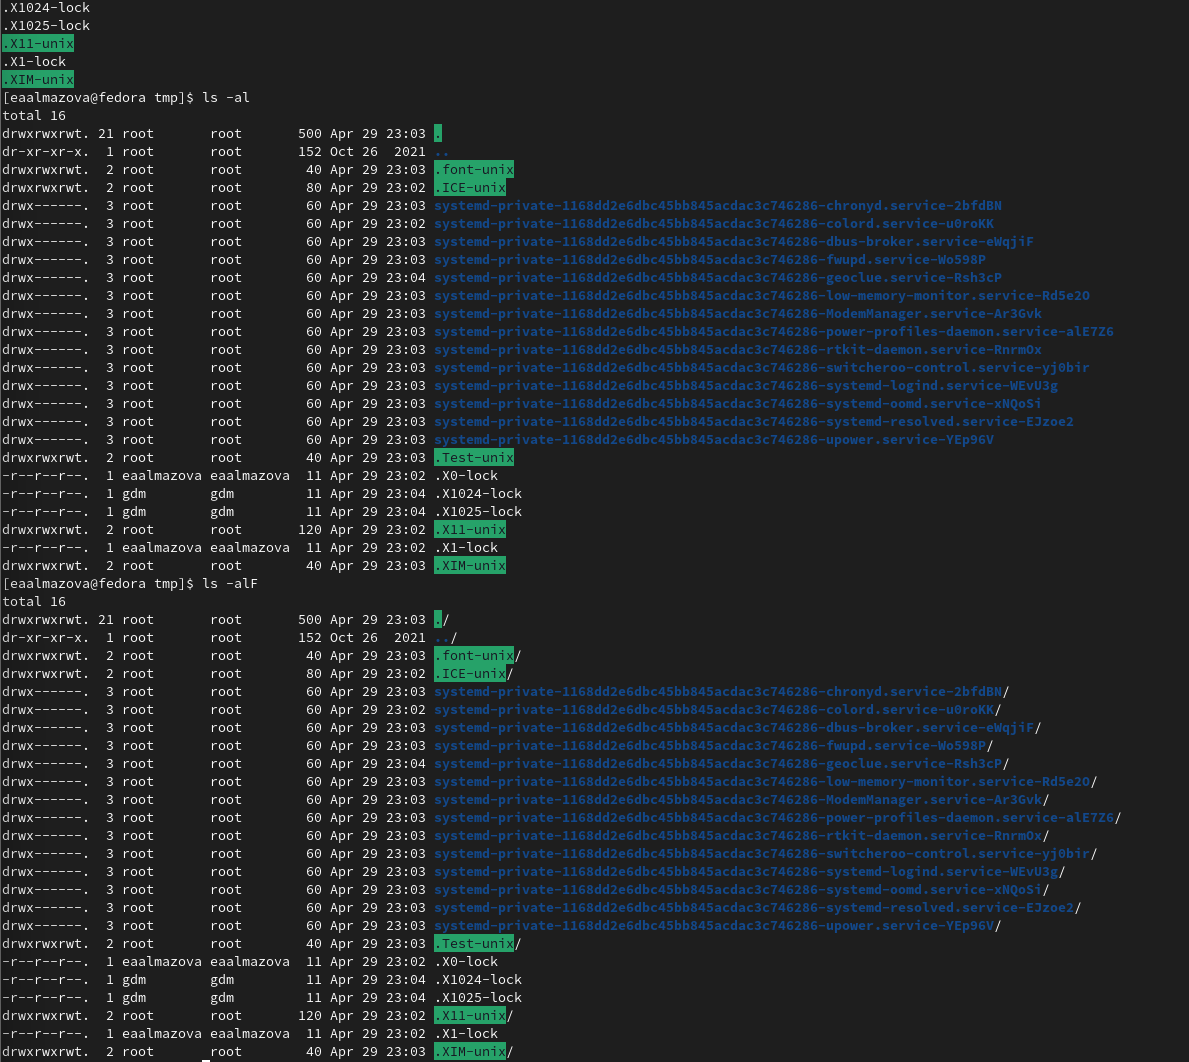 .X1024-lock
.X1025-lock
.X11-unix
.X1-lock
.XIM-unix
[eaalmazova@fedora tmp]$ ls -al
total 16
drwxrwxrwt. 21 root       root       500 Apr 29 23:03 .
dr-xr-xr-x.  1 root       root       152 Oct 26  2021 ..
drwxrwxrwt.  2 root       root        40 Apr 29 23:03 .font-unix
drwxrwxrwt.  2 root       root        80 Apr 29 23:02 .ICE-unix
drwx------.  3 root       root        60 Apr 29 23:03 systemd-private-1168dd2e6dbc45bb845acdac3c746286-chronyd.service-2bfdBN
drwx------.  3 root       root        60 Apr 29 23:02 systemd-private-1168dd2e6dbc45bb845acdac3c746286-colord.service-u0roKK
drwx------.  3 root       root        60 Apr 29 23:03 systemd-private-1168dd2e6dbc45bb845acdac3c746286-dbus-broker.service-eWqjiF
drwx------.  3 root       root        60 Apr 29 23:03 systemd-private-1168dd2e6dbc45bb845acdac3c746286-fwupd.service-Wo598P
drwx------.  3 root       root        60 Apr 29 23:04 systemd-private-1168dd2e6dbc45bb845acdac3c746286-geoclue.service-Rsh3cP
drwx------.  3 root       root        60 Apr 29 23:03 systemd-private-1168dd2e6dbc45bb845acdac3c746286-low-memory-monitor.service-Rd5e2O
drwx------.  3 root       root        60 Apr 29 23:03 systemd-private-1168dd2e6dbc45bb845acdac3c746286-ModemManager.service-Ar3Gvk
drwx------.  3 root       root        60 Apr 29 23:03 systemd-private-1168dd2e6dbc45bb845acdac3c746286-power-profiles-daemon.service-alE7Z6
drwx------.  3 root       root        60 Apr 29 23:03 systemd-private-1168dd2e6dbc45bb845acdac3c746286-rtkit-daemon.service-RnrmOx
drwx------.  3 root       root        60 Apr 29 23:03 systemd-private-1168dd2e6dbc45bb845acdac3c746286-switcheroo-control.service-yj0bir
drwx------.  3 root       root        60 Apr 29 23:03 systemd-private-1168dd2e6dbc45bb845acdac3c746286-systemd-logind.service-WEvU3g
drwx------.  3 root       root        60 Apr 29 23:03 systemd-private-1168dd2e6dbc45bb845acdac3c746286-systemd-oomd.service-xNQoSi
drwx------.  3 root       root        60 Apr 29 23:03 systemd-private-1168dd2e6dbc45bb845acdac3c746286-systemd-resolved.service-EJzoe2
drwx------.  3 root       root        60 Apr 29 23:03 systemd-private-1168dd2e6dbc45bb845acdac3c746286-upower.service-YEp96V
drwxrwxrwt.  2 root       root        40 Apr 29 23:03 .Test-unix
-r--r--r--.  1 eaalmazova eaalmazova  11 Apr 29 23:02 .X0-lock
-r--r--r--.  1 gdm        gdm         11 Apr 29 23:04 .X1024-lock
-r--r--r--.  1 gdm        gdm         11 Apr 29 23:04 .X1025-lock
drwxrwxrwt.  2 root       root       120 Apr 29 23:02 .X11-unix
-r--r--r--.  1 eaalmazova eaalmazova  11 Apr 29 23:02 .X1-lock
drwxrwxrwt.  2 root       root        40 Apr 29 23:03 .XIM-unix
[eaalmazova@fedora tmp]$ ls -alF
total 16
drwxrwxrwt. 21 root       root       500 Apr 29 23:03 ./
dr-xr-xr-x.  1 root       root       152 Oct 26  2021 ../
drwxrwxrwt.  2 root       root        40 Apr 29 23:03 .font-unix/
drwxrwxrwt.  2 root       root        80 Apr 29 23:02 .ICE-unix/
drwx------.  3 root       root        60 Apr 29 23:03 systemd-private-1168dd2e6dbc45bb845acdac3c746286-chronyd.service-2bfdBN/
drwx------.  3 root       root        60 Apr 29 23:02 systemd-private-1168dd2e6dbc45bb845acdac3c746286-colord.service-u0roKK/
drwx------.  3 root       root        60 Apr 29 23:03 systemd-private-1168dd2e6dbc45bb845acdac3c746286-dbus-broker.service-eWqjiF/
drwx------.  3 root       root        60 Apr 29 23:03 systemd-private-1168dd2e6dbc45bb845acdac3c746286-fwupd.service-Wo598P/
drwx------.  3 root       root        60 Apr 29 23:04 systemd-private-1168dd2e6dbc45bb845acdac3c746286-geoclue.service-Rsh3cP/
drwx------.  3 root       root        60 Apr 29 23:03 systemd-private-1168dd2e6dbc45bb845acdac3c746286-low-memory-monitor.service-Rd5e2O/
drwx------.  3 root       root        60 Apr 29 23:03 systemd-private-1168dd2e6dbc45bb845acdac3c746286-ModemManager.service-Ar3Gvk/
drwx------.  3 root       root        60 Apr 29 23:03 systemd-private-1168dd2e6dbc45bb845acdac3c746286-power-profiles-daemon.service-alE7Z6/
drwx------.  3 root       root        60 Apr 29 23:03 systemd-private-1168dd2e6dbc45bb845acdac3c746286-rtkit-daemon.service-RnrmOx/
drwx------.  3 root       root        60 Apr 29 23:03 systemd-private-1168dd2e6dbc45bb845acdac3c746286-switcheroo-control.service-yj0bir/
drwx------.  3 root       root        60 Apr 29 23:03 systemd-private-1168dd2e6dbc45bb845acdac3c746286-systemd-logind.service-WEvU3g/
drwx------.  3 root       root        60 Apr 29 23:03 systemd-private-1168dd2e6dbc45bb845acdac3c746286-systemd-oomd.service-xNQoSi/
drwx------.  3 root       root        60 Apr 29 23:03 systemd-private-1168dd2e6dbc45bb845acdac3c746286-systemd-resolved.service-EJzoe2/
drwx------.  3 root       root        60 Apr 29 23:03 systemd-private-1168dd2e6dbc45bb845acdac3c746286-upower.service-YEp96V/
drwxrwxrwt.  2 root       root        40 Apr 29 23:03 .Test-unix/
-r--r--r--.  1 eaalmazova eaalmazova  11 Apr 29 23:02 .X0-lock
-r--r--r--.  1 gdm        gdm         11 Apr 29 23:04 .X1024-lock
-r--r--r--.  1 gdm        gdm         11 Apr 29 23:04 .X1025-lock
drwxrwxrwt.  2 root       root       120 Apr 29 23:02 .X11-unix/
-r--r--r--.  1 eaalmazova eaalmazova  11 Apr 29 23:02 .X1-lock
drwxrwxrwt.  2 root       root        40 Apr 29 23:03 .XIM-unix/